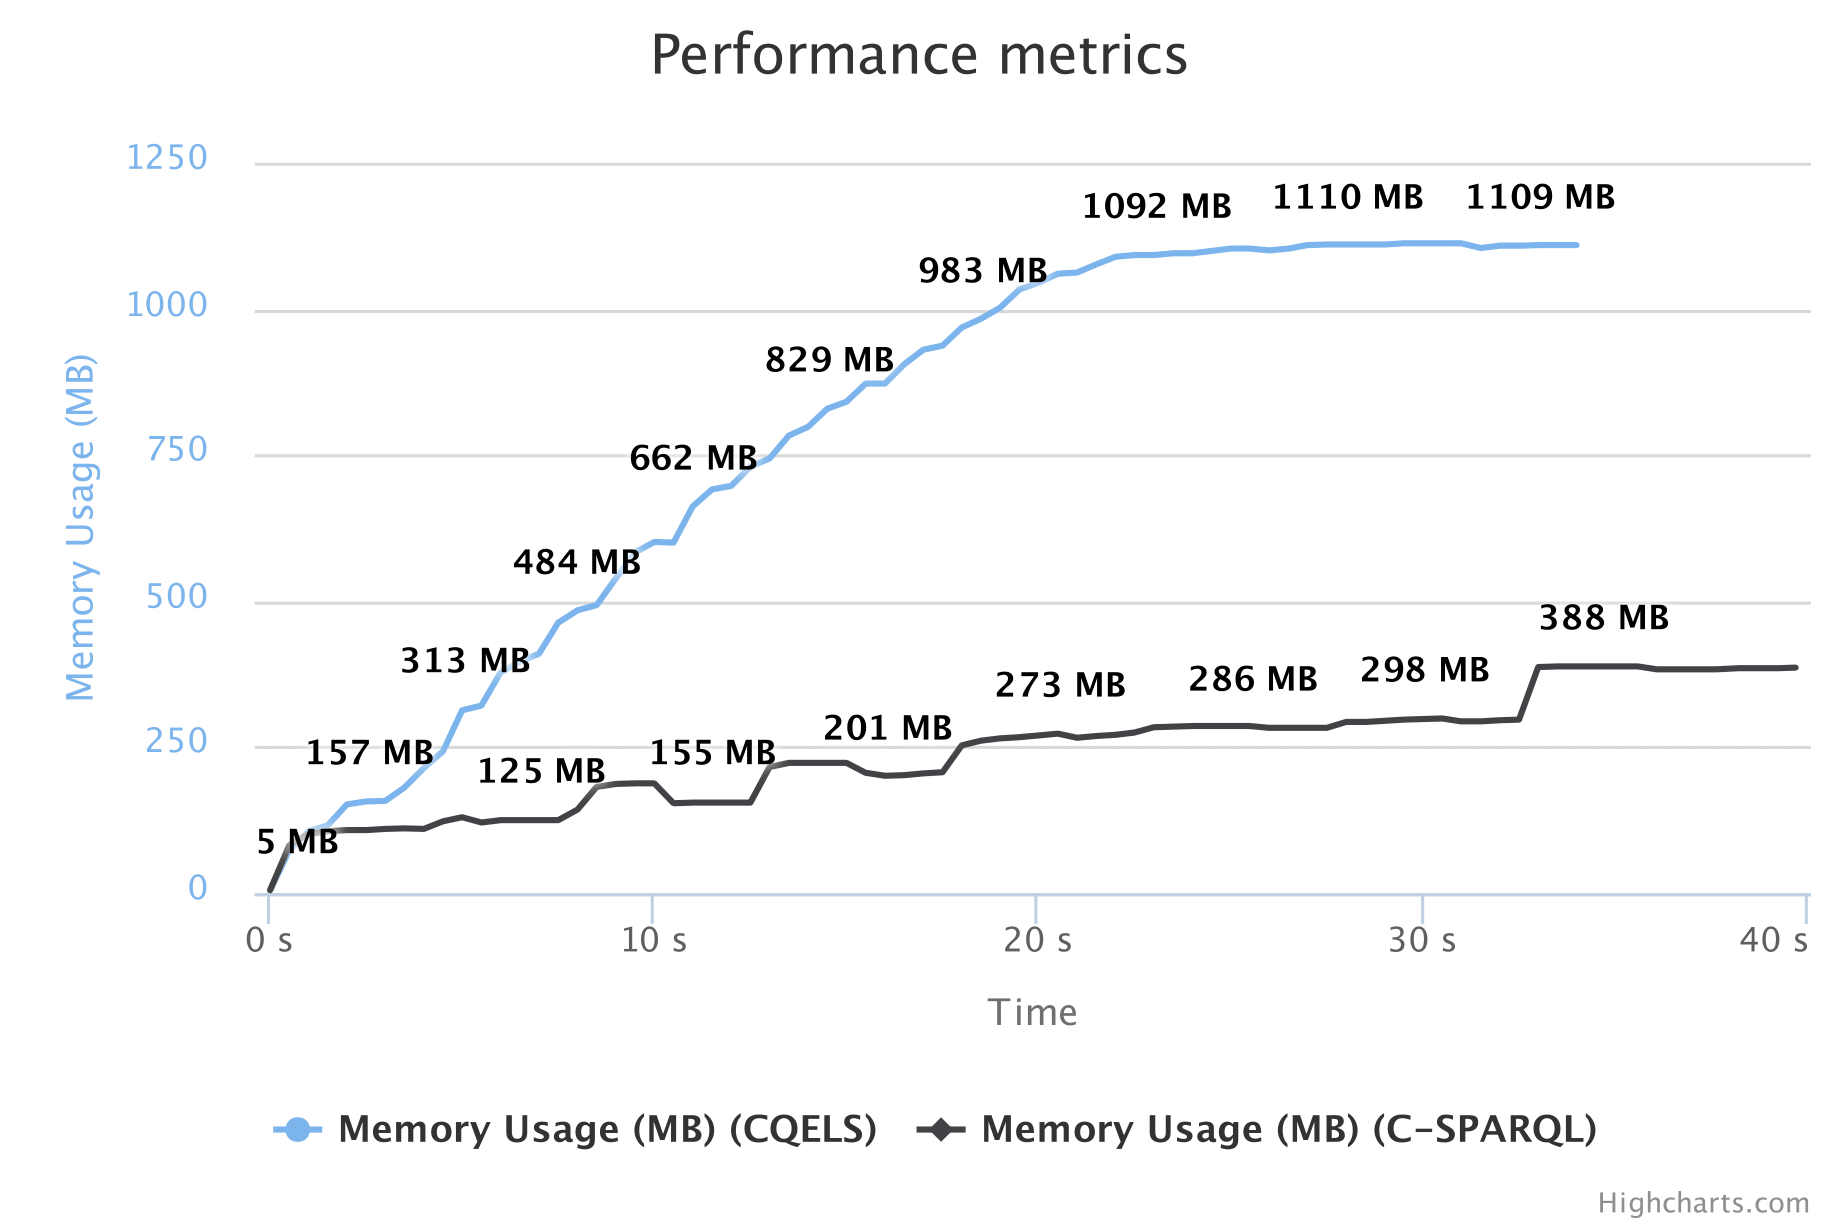 Performance metrics
1250
1000
750
500
250
0
Memory Usage (MB)
1092 MB
1110 MB
1109 MB
983 MB
829 MB
662 MB
484 MB
313 MB
157 MB
5 MB
125 MB
155 MB
201 MB
273 MB
286 MB
298 MB
388 MB
0 s
10 s
20 s
30 s
40 s
Time
Memory Usage (MB) (CQELS)
Memory Usage (MB) (C-SPARQL)
Highcharts.com